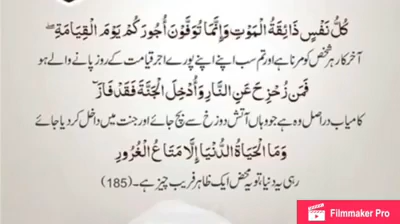 كُلُّ نَفْسٍ ذَائِقَةُ الْمَوْتِ وَإِنَّمَا تُوَفَّوْنَ أُجُورَكُمْ يَوْمَ الْقِيَامَةِ ۖ
آخر کار ہر شخص کو مرنا ہے اور تم سب اپنے اپنے پورے اجر قیامت کے روز پانے والے ہو
فَمَن زُحْزِحَ عَنِ النَّارِ وَأُدْخِلَ الْجَنَّةَ فَقَدْ فَازَ ۗ
کامیاب دراصل وہ ہے جو وہاں آتش دوزخ سے بچ جائے اور جنت میں داخل کر دیا جائے
وَمَا الْحَيَاةُ الدُّنْيَا إِلَّا مَتَاعُ الْغُرُورِ
رہی یہ دنیا، تو یہ محض ایک ظاہر فریب چیز ہے۔ (185)
Filmmaker Pro